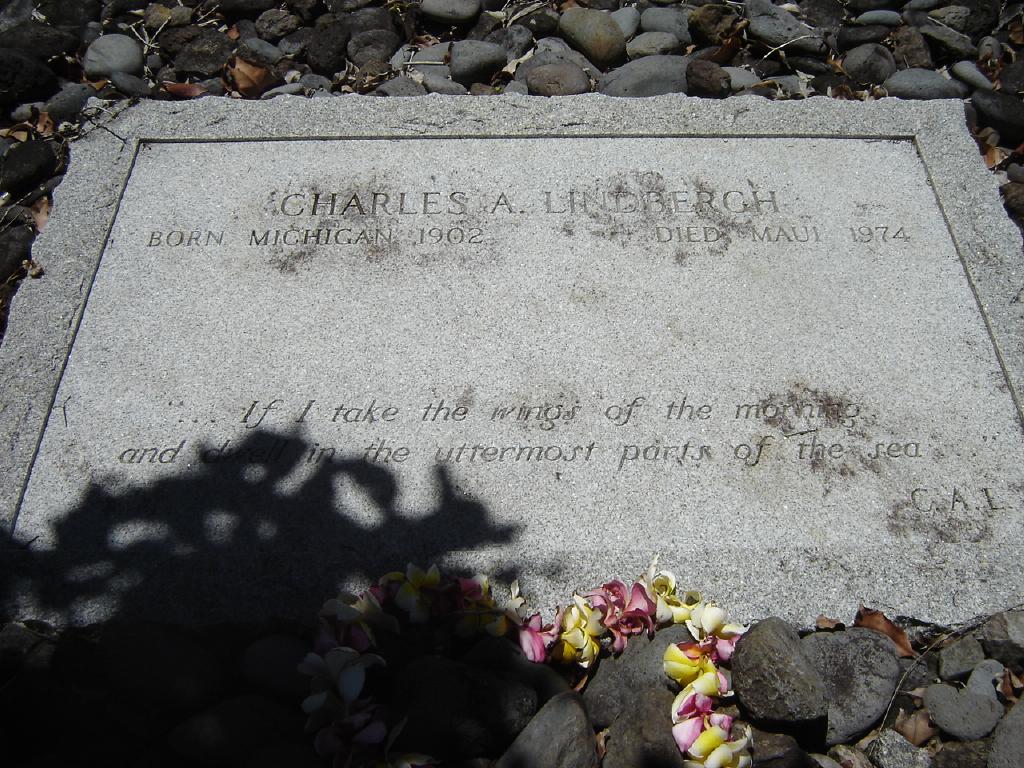 CHARLES A. LINDBERGH
BORN MICHIGAN 1902 DIED MAUI 1974
"... If I take the wings of the morning
and dwell in the uttermost parts of the sea ..."
C.A.L.